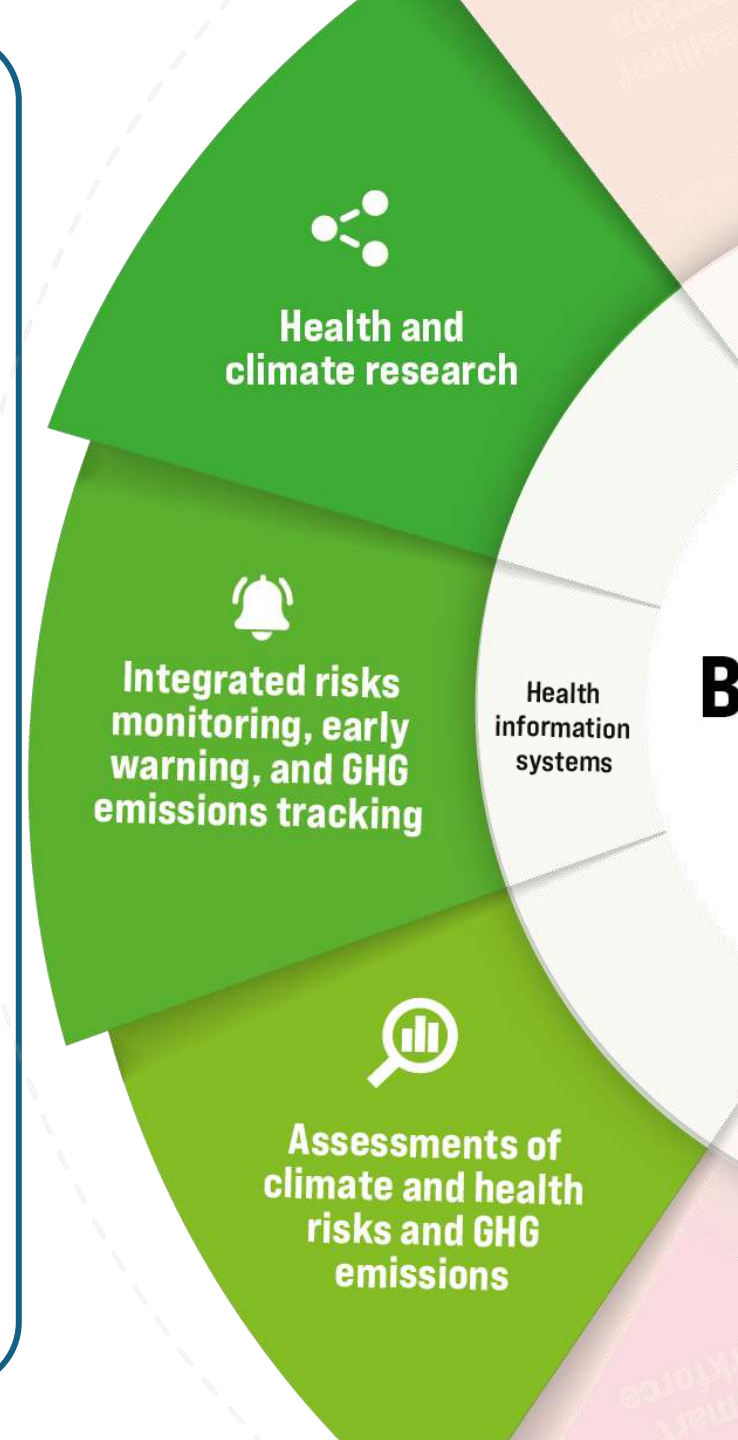 Health and
climate research
Integrated risks
monitoring, early
warning, and GHG
emissions tracking
Health
information
systems
B
Assessments of
climate and health
risks and GHG
emissions